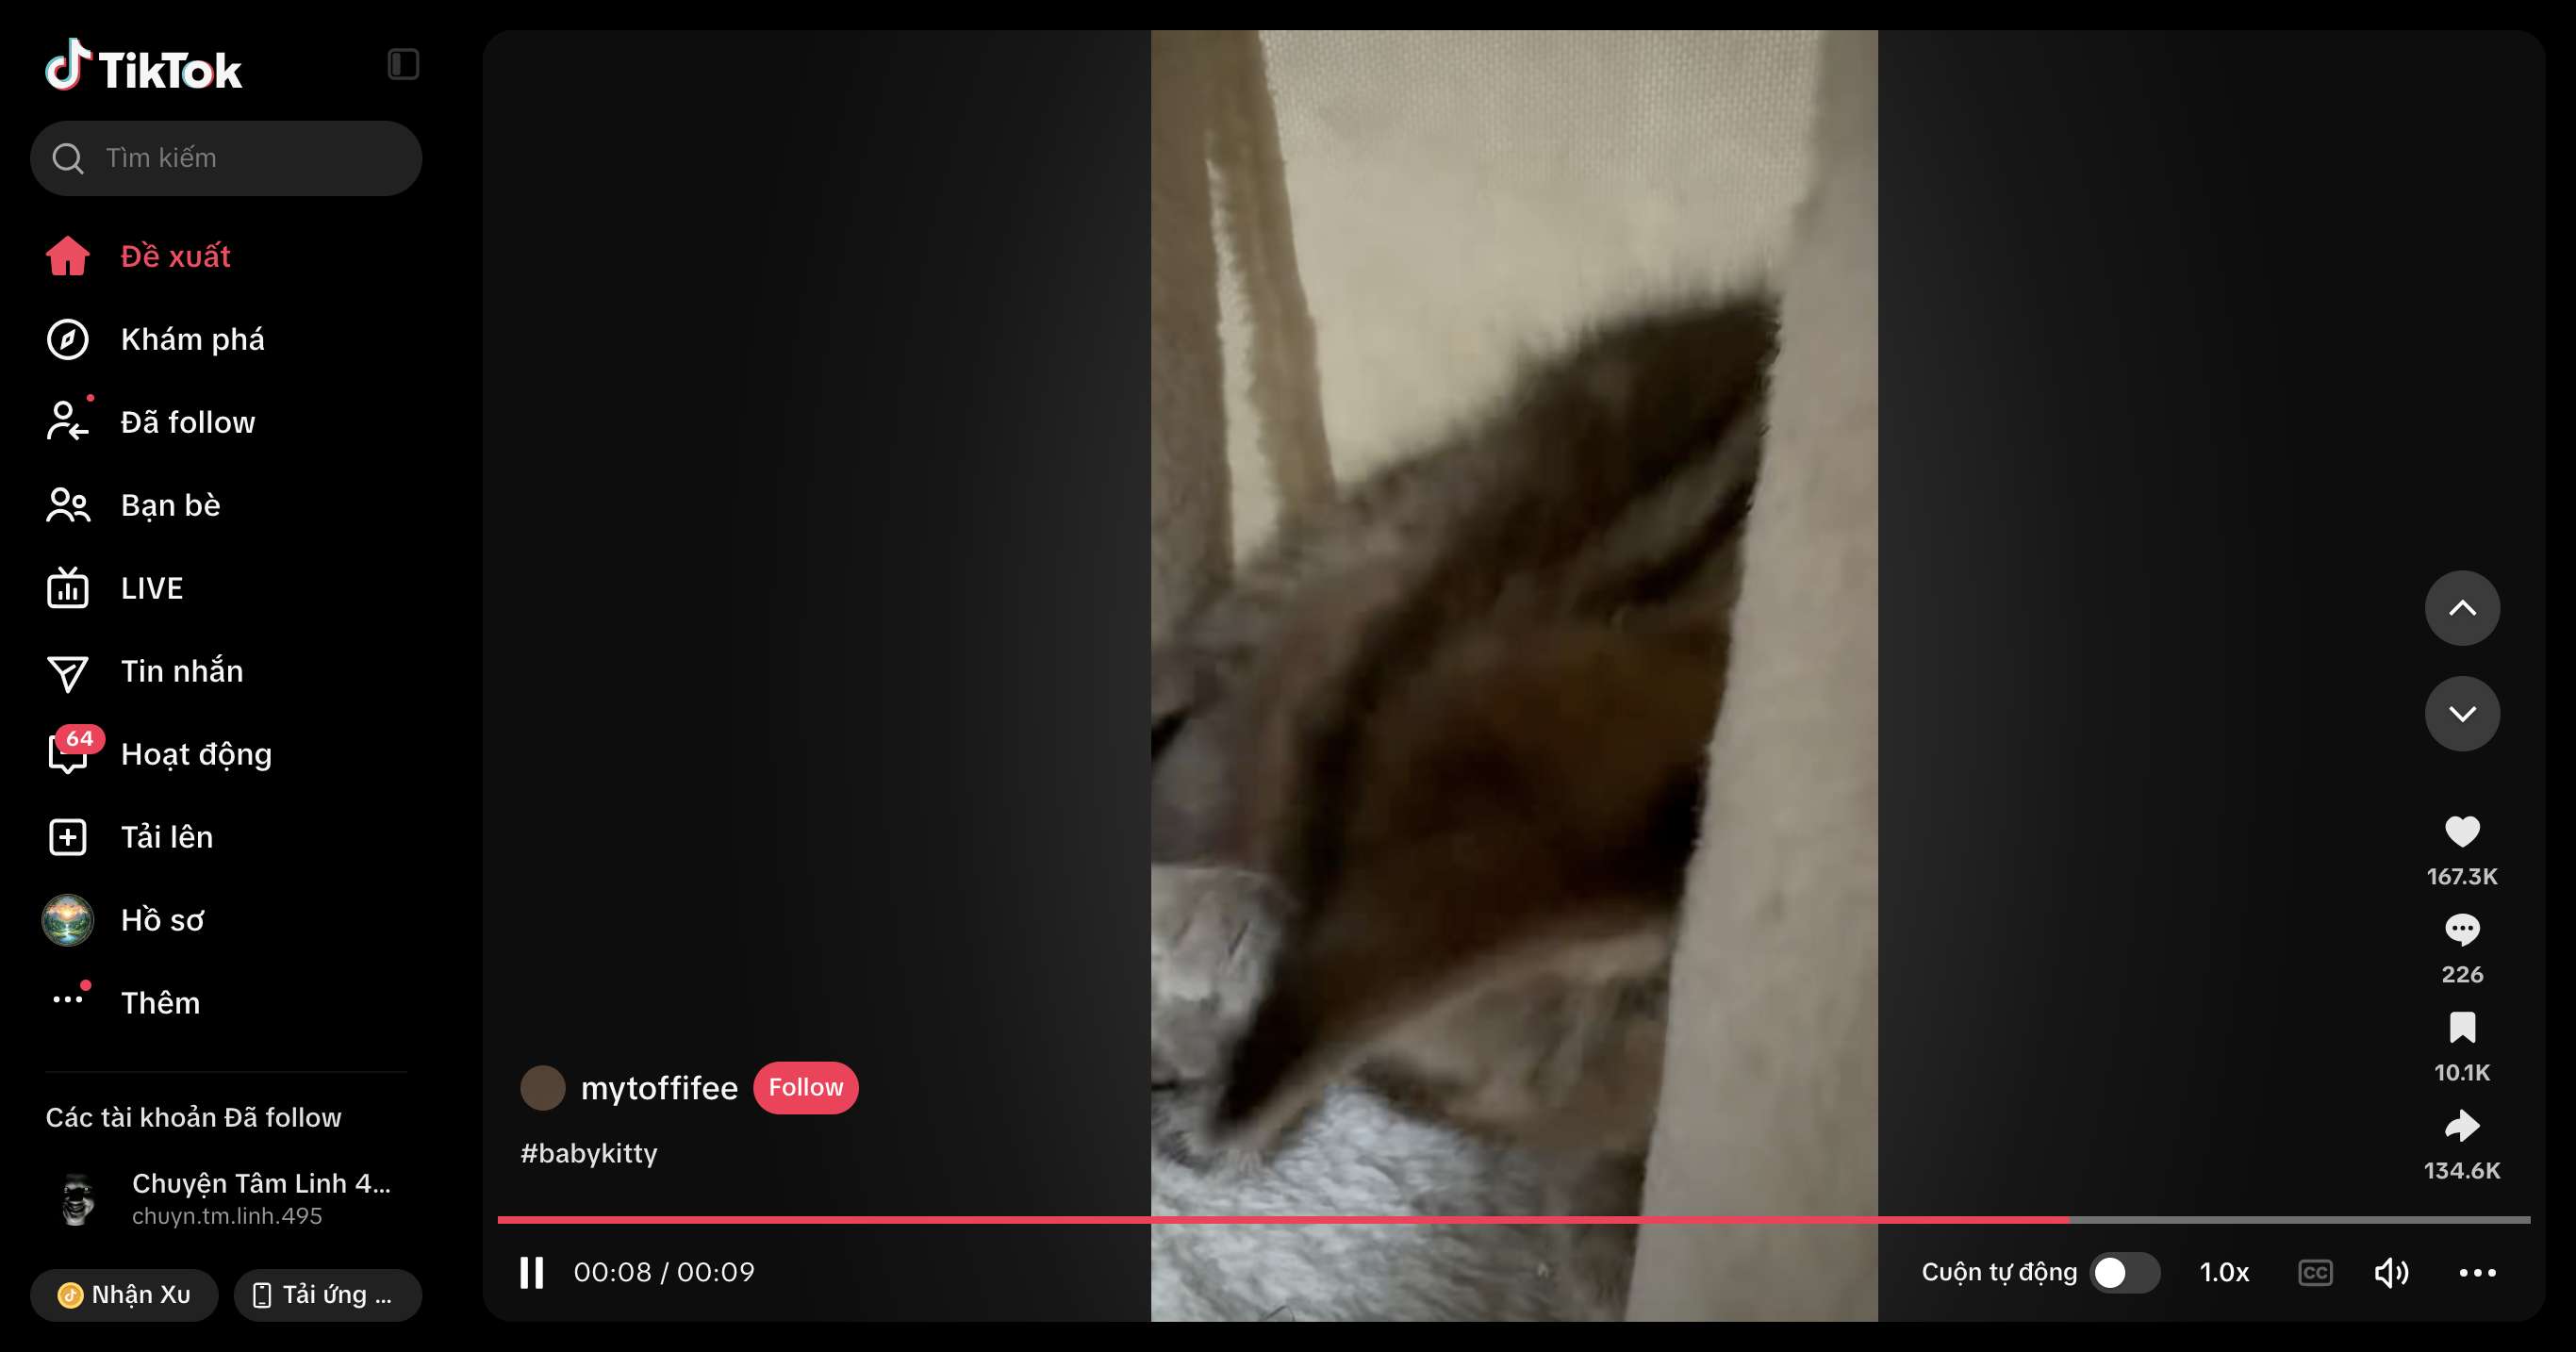 TikTok
Tìm kiếm
Đề xuất
Khám phá
Đã follow
Bạn bè
LIVE
Tin nhắn
64
Hoạt động
Tải lên
Hồ sơ
Thêm
Các tài khoản Đã follow
Chuyện Tâm Linh 4...
chuyn.tm.linh.495
Nhận Xu
Tải ứng ...
mytoffifee
Follow
#babykitty
00:08 / 00:09
167.3K
226
10.1K
134.6K
Cuộn tự động
1.0x
CC